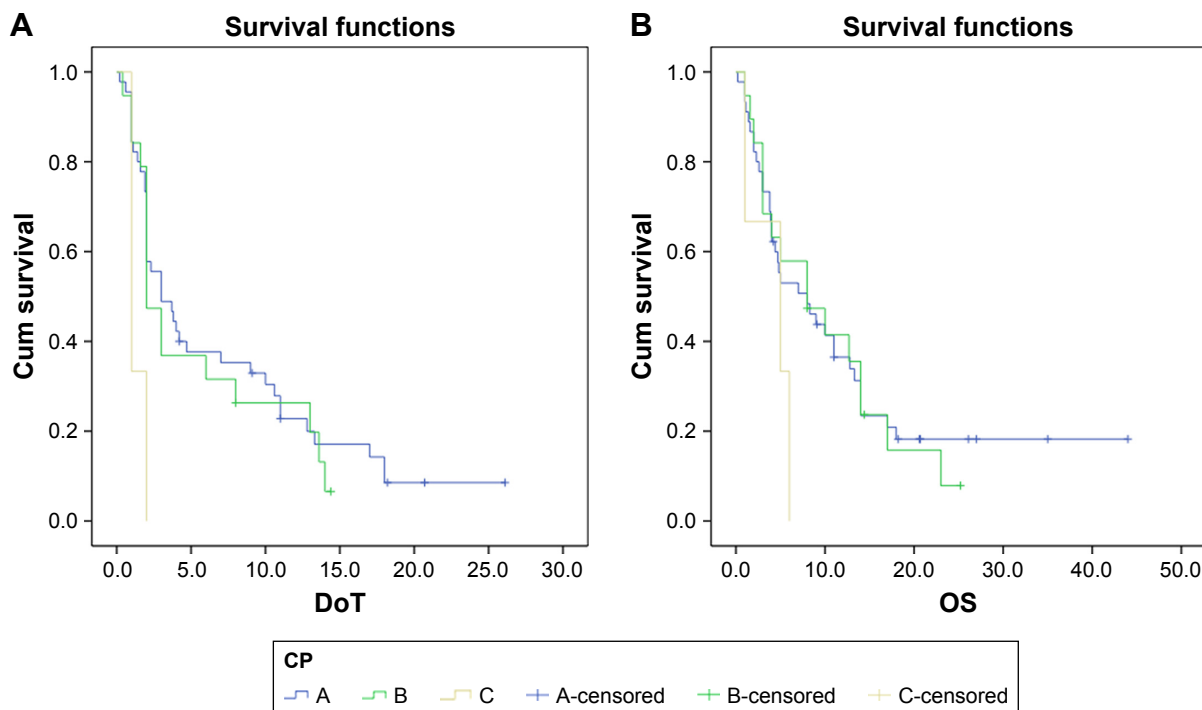 A
Survival functions
Cum survival
1.0
0.8
0.6
0.4
0.2
0.0
0.0 5.0 10.0 15.0 20.0 25.0 30.0
DoT
B
Survival functions
Cum survival
1.0
0.8
0.6
0.4
0.2
0.0
0.0 10.0 20.0 30.0 40.0 50.0
OS
CP
A B C A-censored B-censored C-censored